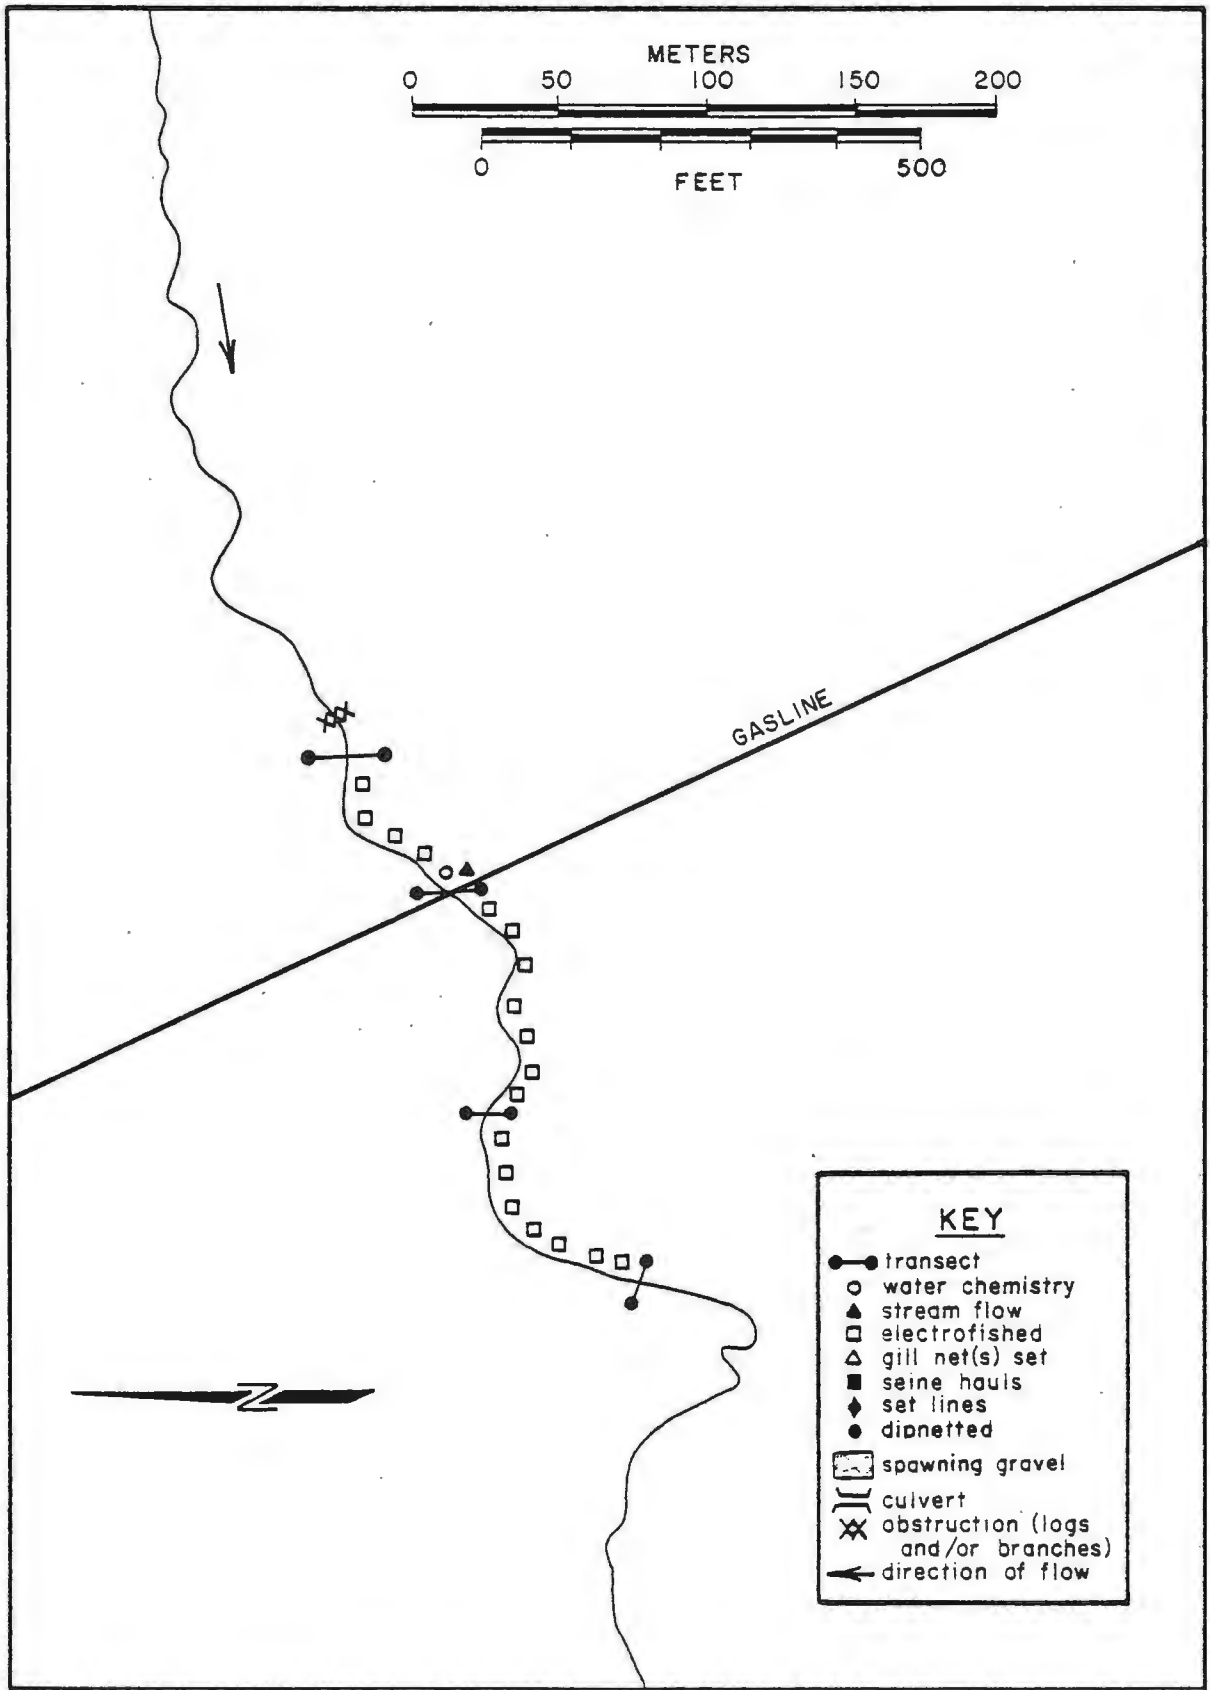 METERS
0 50 100 150 200
0 500
FEET
GASLINE
N
KEY
transect
water chemistry
stream flow
electrofished
gill net(s) set
seine hauls
set lines
dipnetted
spawning gravel
culvert
obstruction (logs
and/or branches)
direction of flow